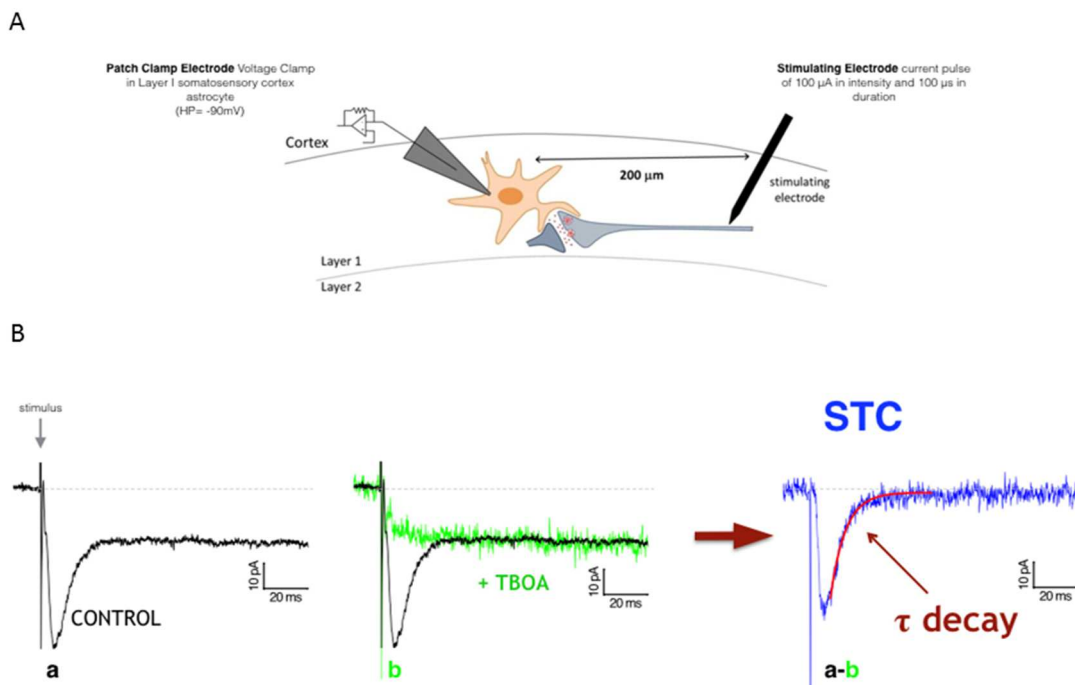 A
Patch Clamp Electrode Voltage Clamp
in Layer I somatosensory cortex
astrocyte
(HP= -90mV)
Stimulating Electrode current pulse
of 100 µA in intensity and 100 µs in
duration
Cortex
200 µm
stimulating
electrode
Layer 1
Layer 2
B
stimulus
STC
CONTROL
10 pA
20 ms
a
+ TBOA
10 pA
20 ms
b
τ decay
10 pA
20 ms
a-b